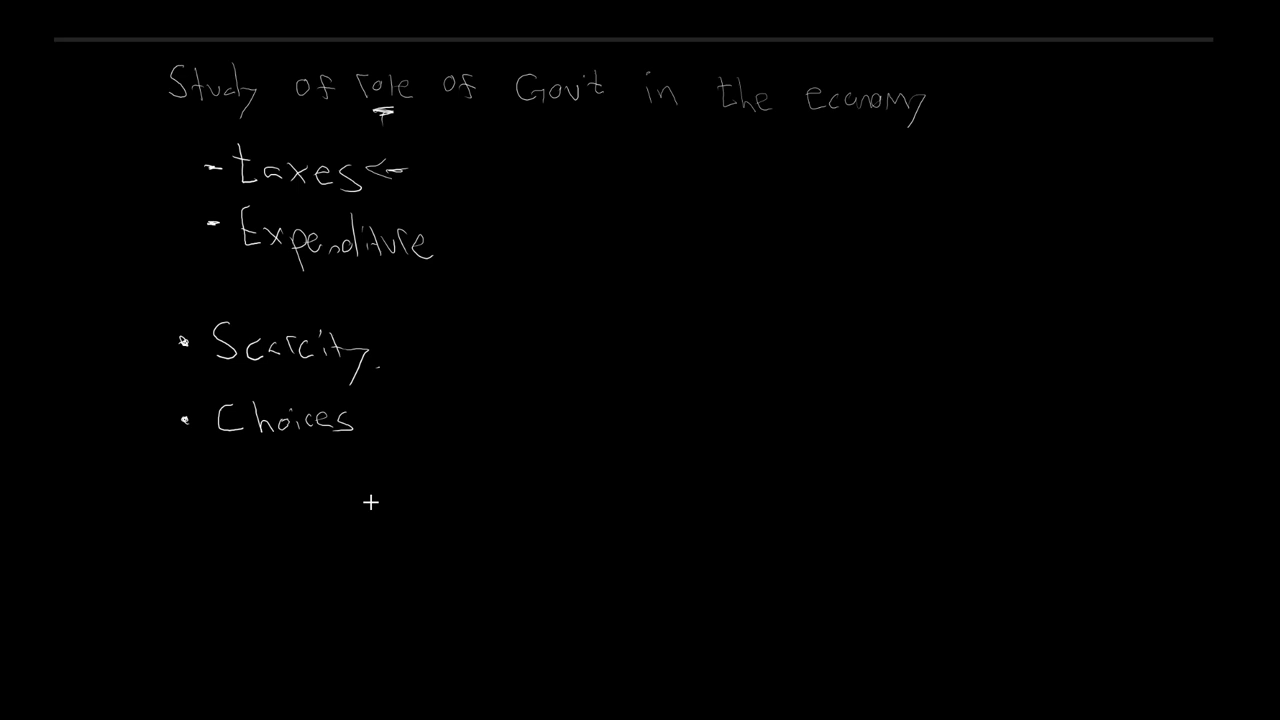 Study of role of Gov't in the economy
- taxes <-
- Expenditure
• Scarcity.
• Choices